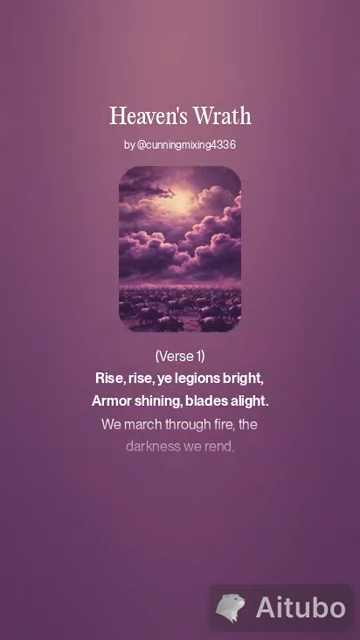 Heaven's Wrath
by @cunningmixing4336
(Verse 1)
Rise, rise, ye legions bright,
Armor shining, blades alight.
We march through fire, the
darkness we rend,
Aitubo